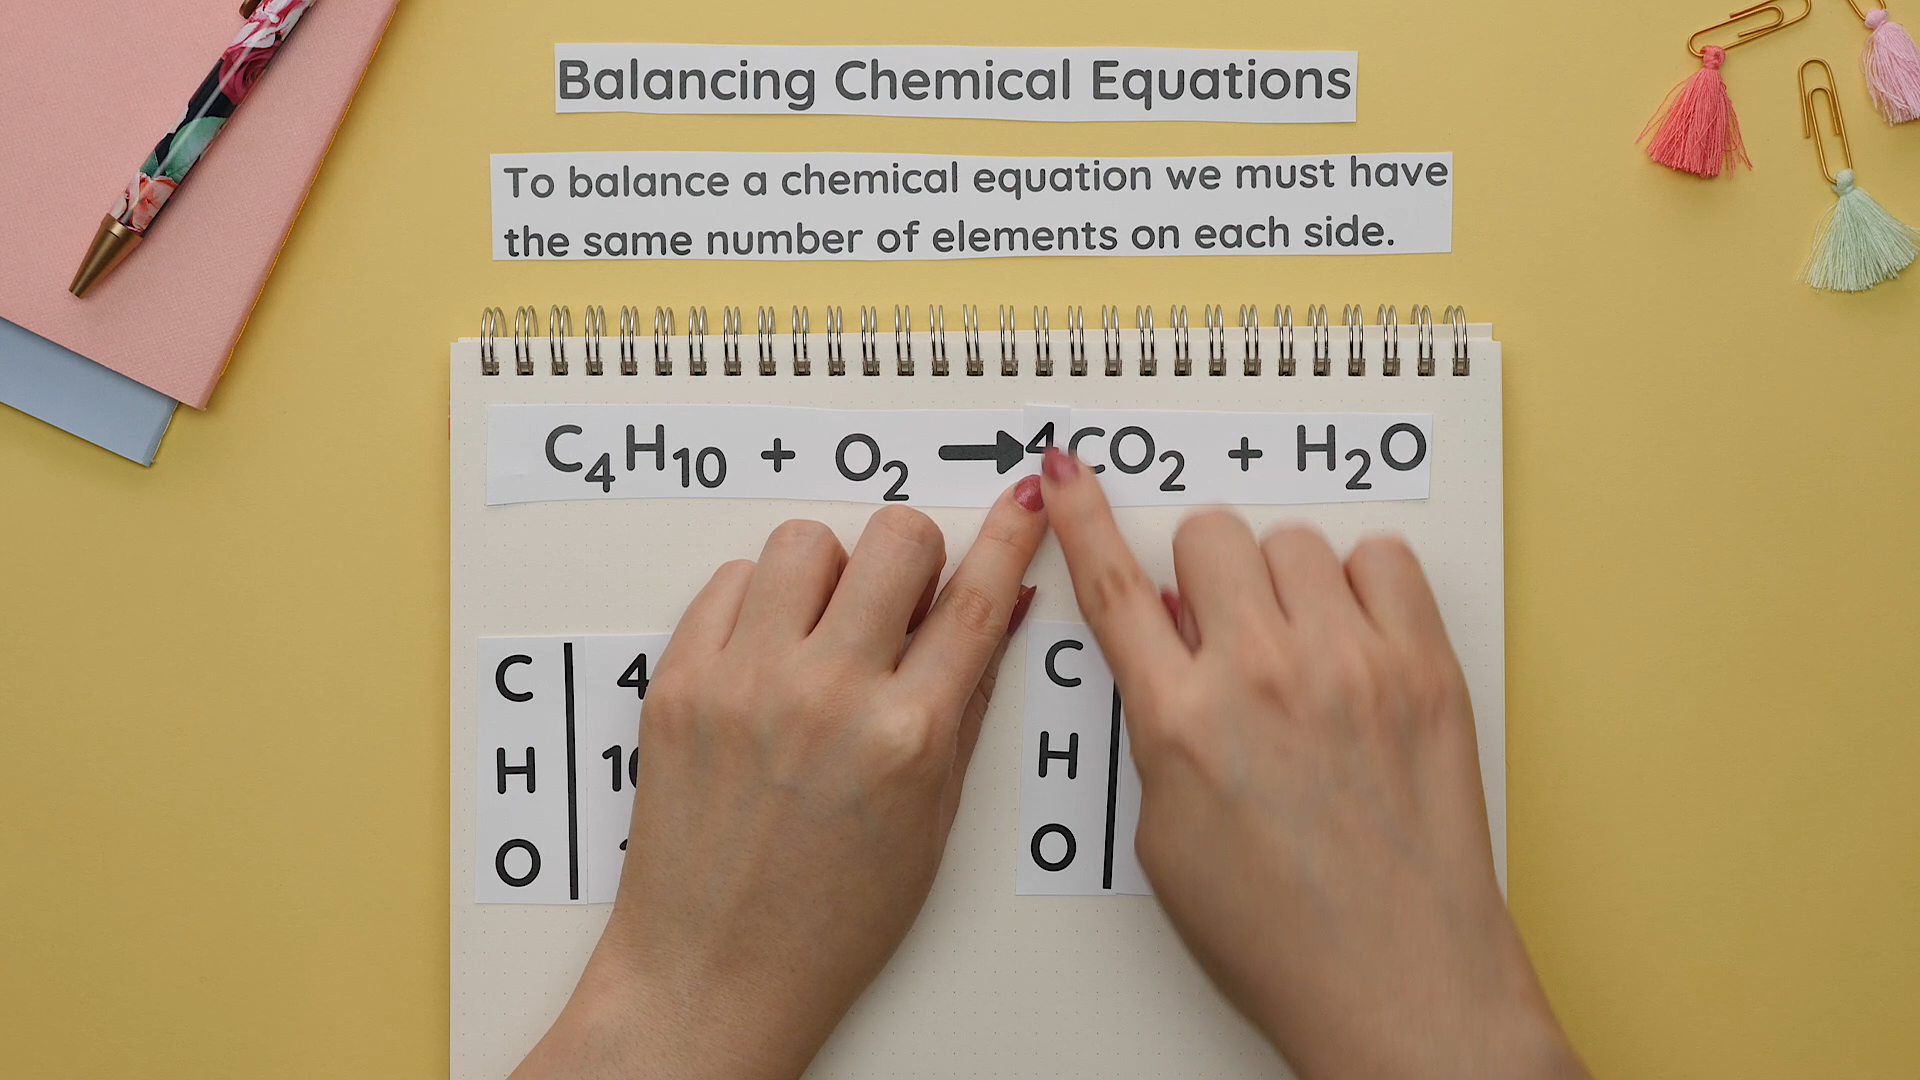 Balancing Chemical Equations
To balance a chemical equation we must have
the same number of elements on each side.
C₄H₁₀ + O₂ → 4CO₂ + H₂O
C 4
H
O
C
H
O